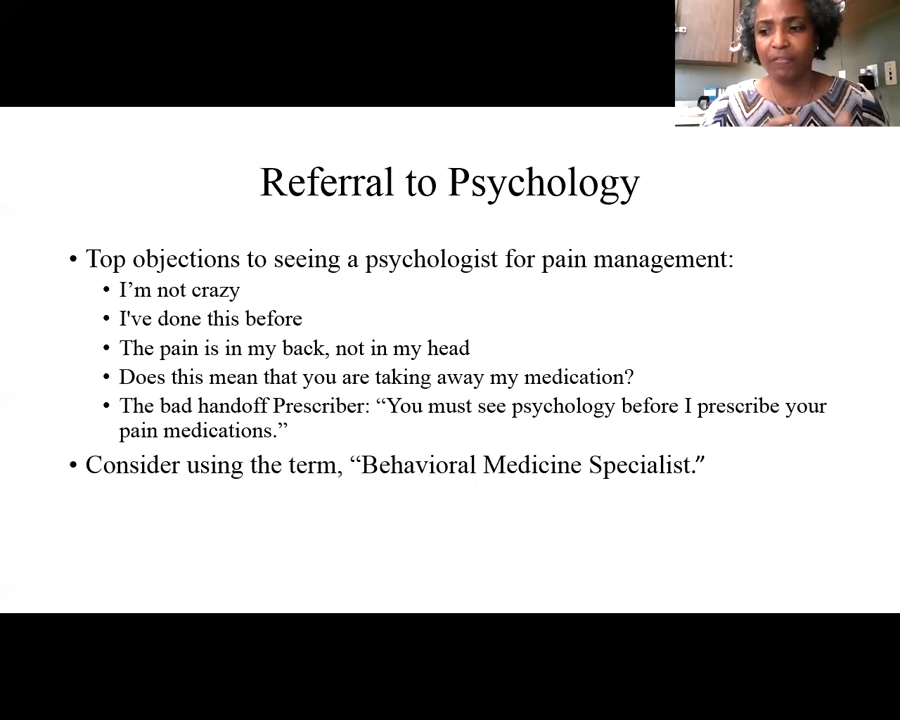 Referral to Psychology
• Top objections to seeing a psychologist for pain management:
• I’m not crazy
• I've done this before
• The pain is in my back, not in my head
• Does this mean that you are taking away my medication?
• The bad handoff Prescriber: “You must see psychology before I prescribe your
pain medications.”
• Consider using the term, “Behavioral Medicine Specialist.”